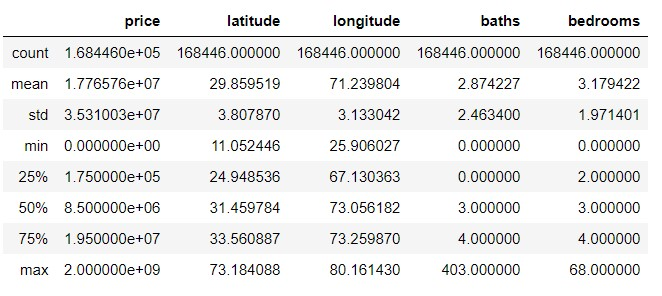 price latitude longitude baths bedrooms
count 1.684460e+05 168446.000000 168446.000000 168446.000000 168446.000000
mean 1.776576e+07 29.859519 71.239804 2.874227 3.179422
std 3.531003e+07 3.807870 3.133042 2.463400 1.971401
min 0.000000e+00 11.052446 25.906027 0.000000 0.000000
25% 1.750000e+05 24.948536 67.130363 0.000000 2.000000
50% 8.500000e+06 31.459784 73.056182 3.000000 3.000000
75% 1.950000e+07 33.560887 73.259870 4.000000 4.000000
max 2.000000e+09 73.184088 80.161430 403.000000 68.000000